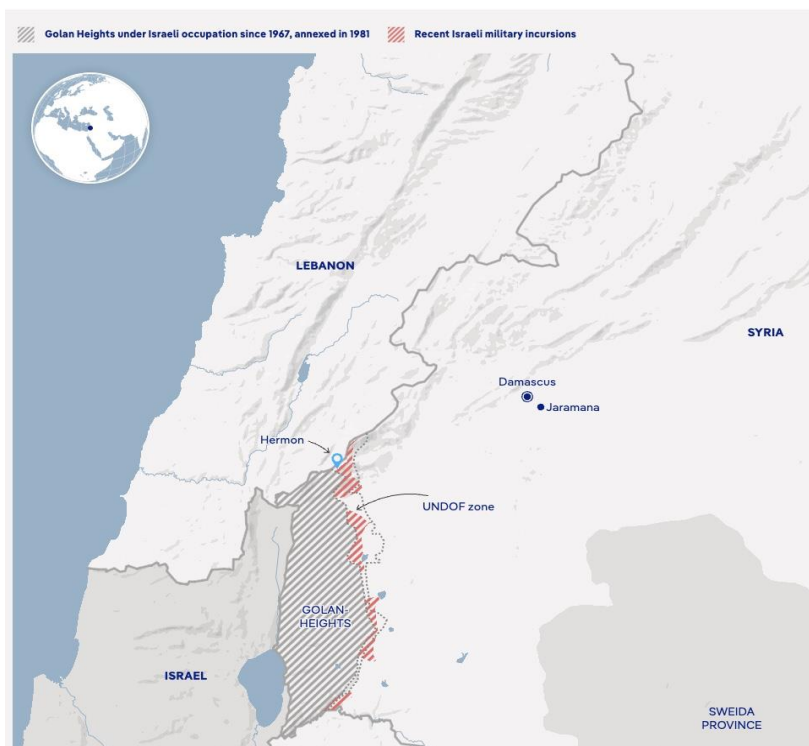 Golan Heights under Israeli occupation since 1967, annexed in 1981
Recent Israeli military incursions
LEBANON
SYRIA
Damascus
Jaramana
Hermon
UNDOF zone
GOLAN-
HEIGHTS
ISRAEL
SWEIDA
PROVINCE